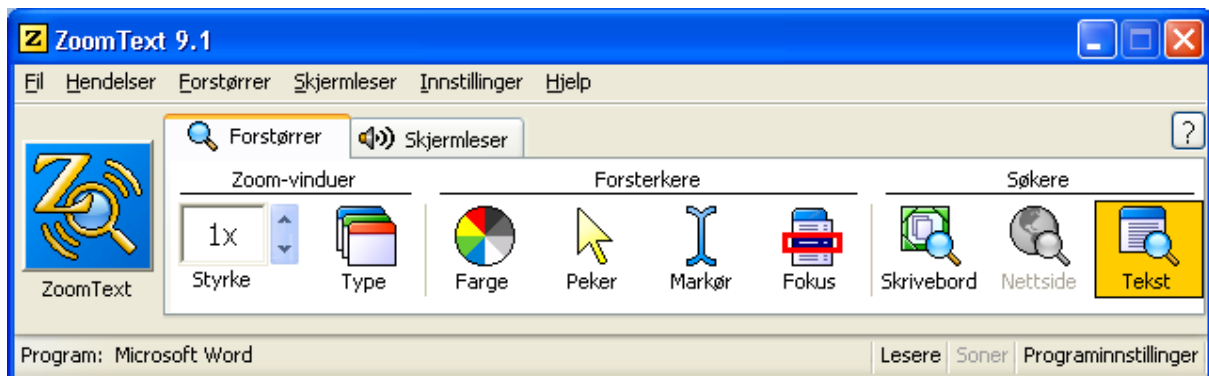 ZoomText 9.1
Fil Hendelser Forstørrer Skjermleser Innstillinger Hjelp
Forstørrer Skjermleser ?
Zoom-vinduer Forsterkere Søkere
1x
Styrke Type Farge Peker Markør Fokus Skrivebord Nettside Tekst
ZoomText
Program: Microsoft Word Lesere Soner Programinnstillinger